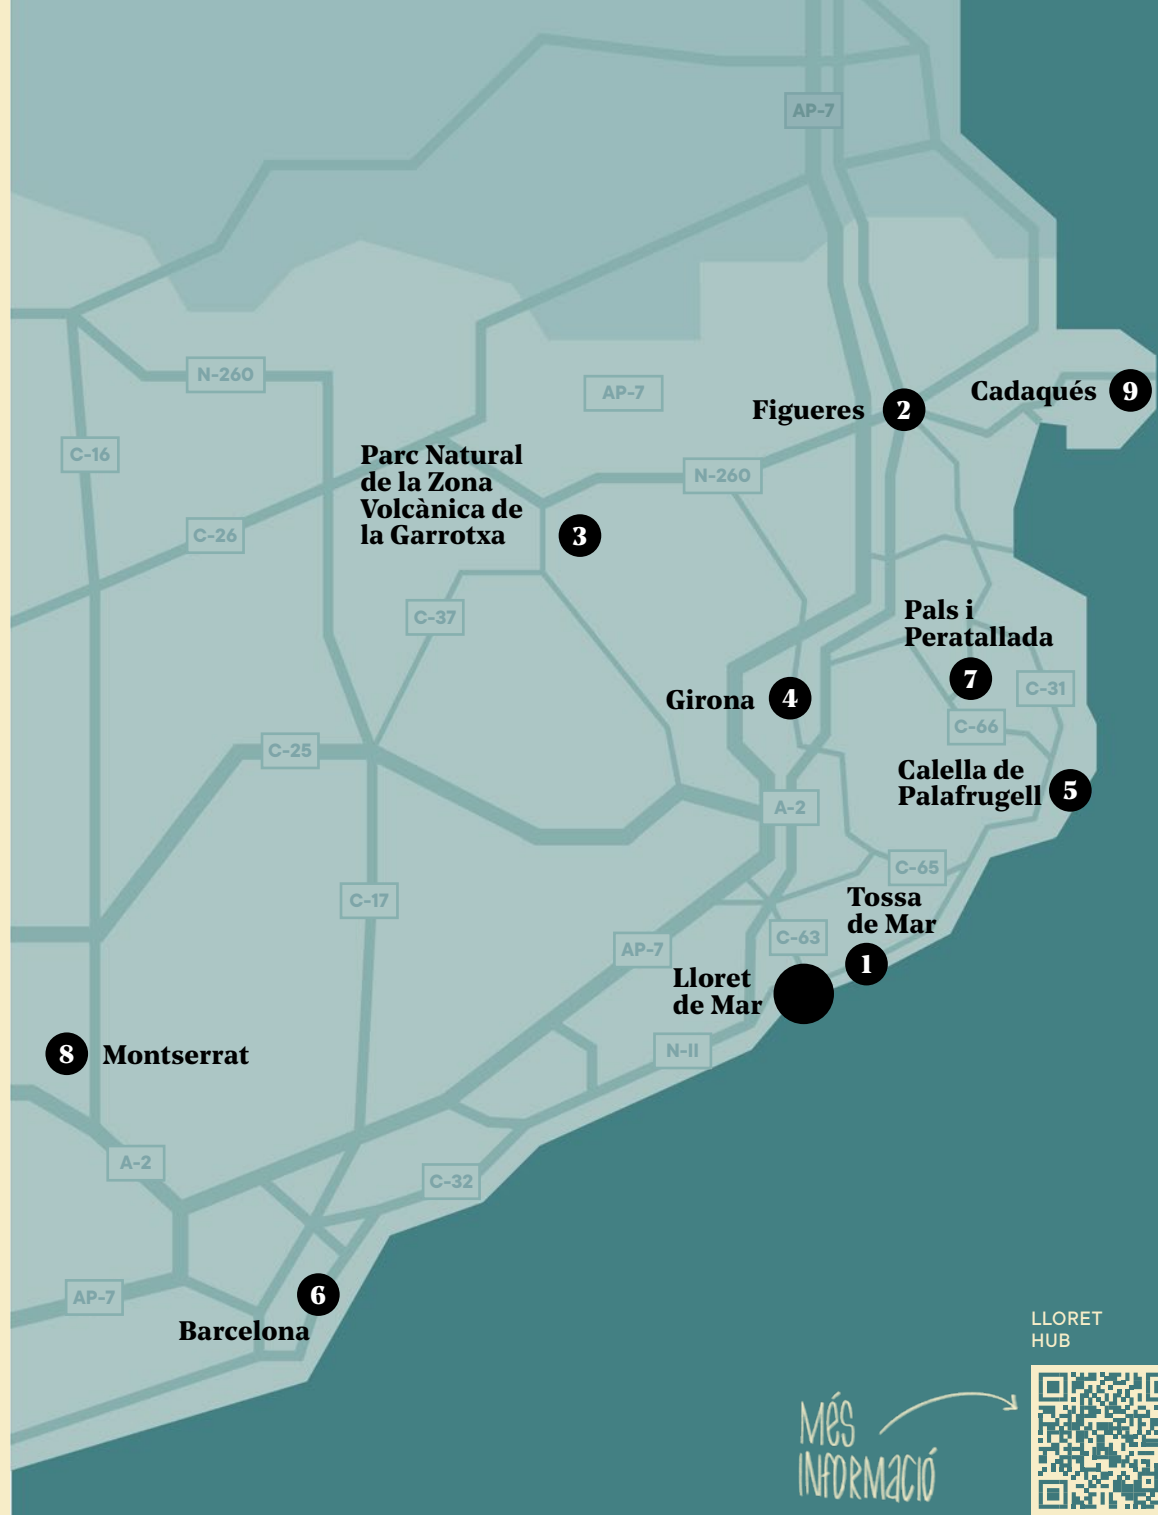 AP-7
N-260
AP-7
Cadaqués 9
Figueres 2
C-16
Parc Natural
de la Zona
Volcànica de
la Garrotxa
3
N-260
C-26
C-37
Pals i
Peratallada
7
C-31
Girona 4
C-66
C-25
Calella de
Palafrugell
5
A-2
C-65
C-17
Tossa
de Mar
1
C-63
AP-7
Lloret
de Mar
N-II
8 Montserrat
A-2
C-32
AP-7
6
Barcelona
LLORET
HUB
MÉS
INFORMACIÓ